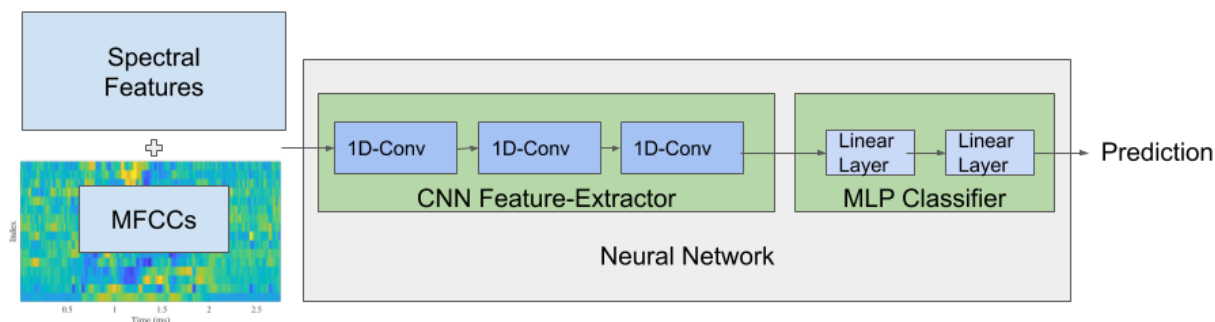 Spectral
Features
MFCCs
Index
0.5
1
1.5
2
2.5
Time (ms)
1D-Conv
1D-Conv
1D-Conv
CNN Feature-Extractor
Linear
Layer
Linear
Layer
MLP Classifier
Neural Network
Prediction